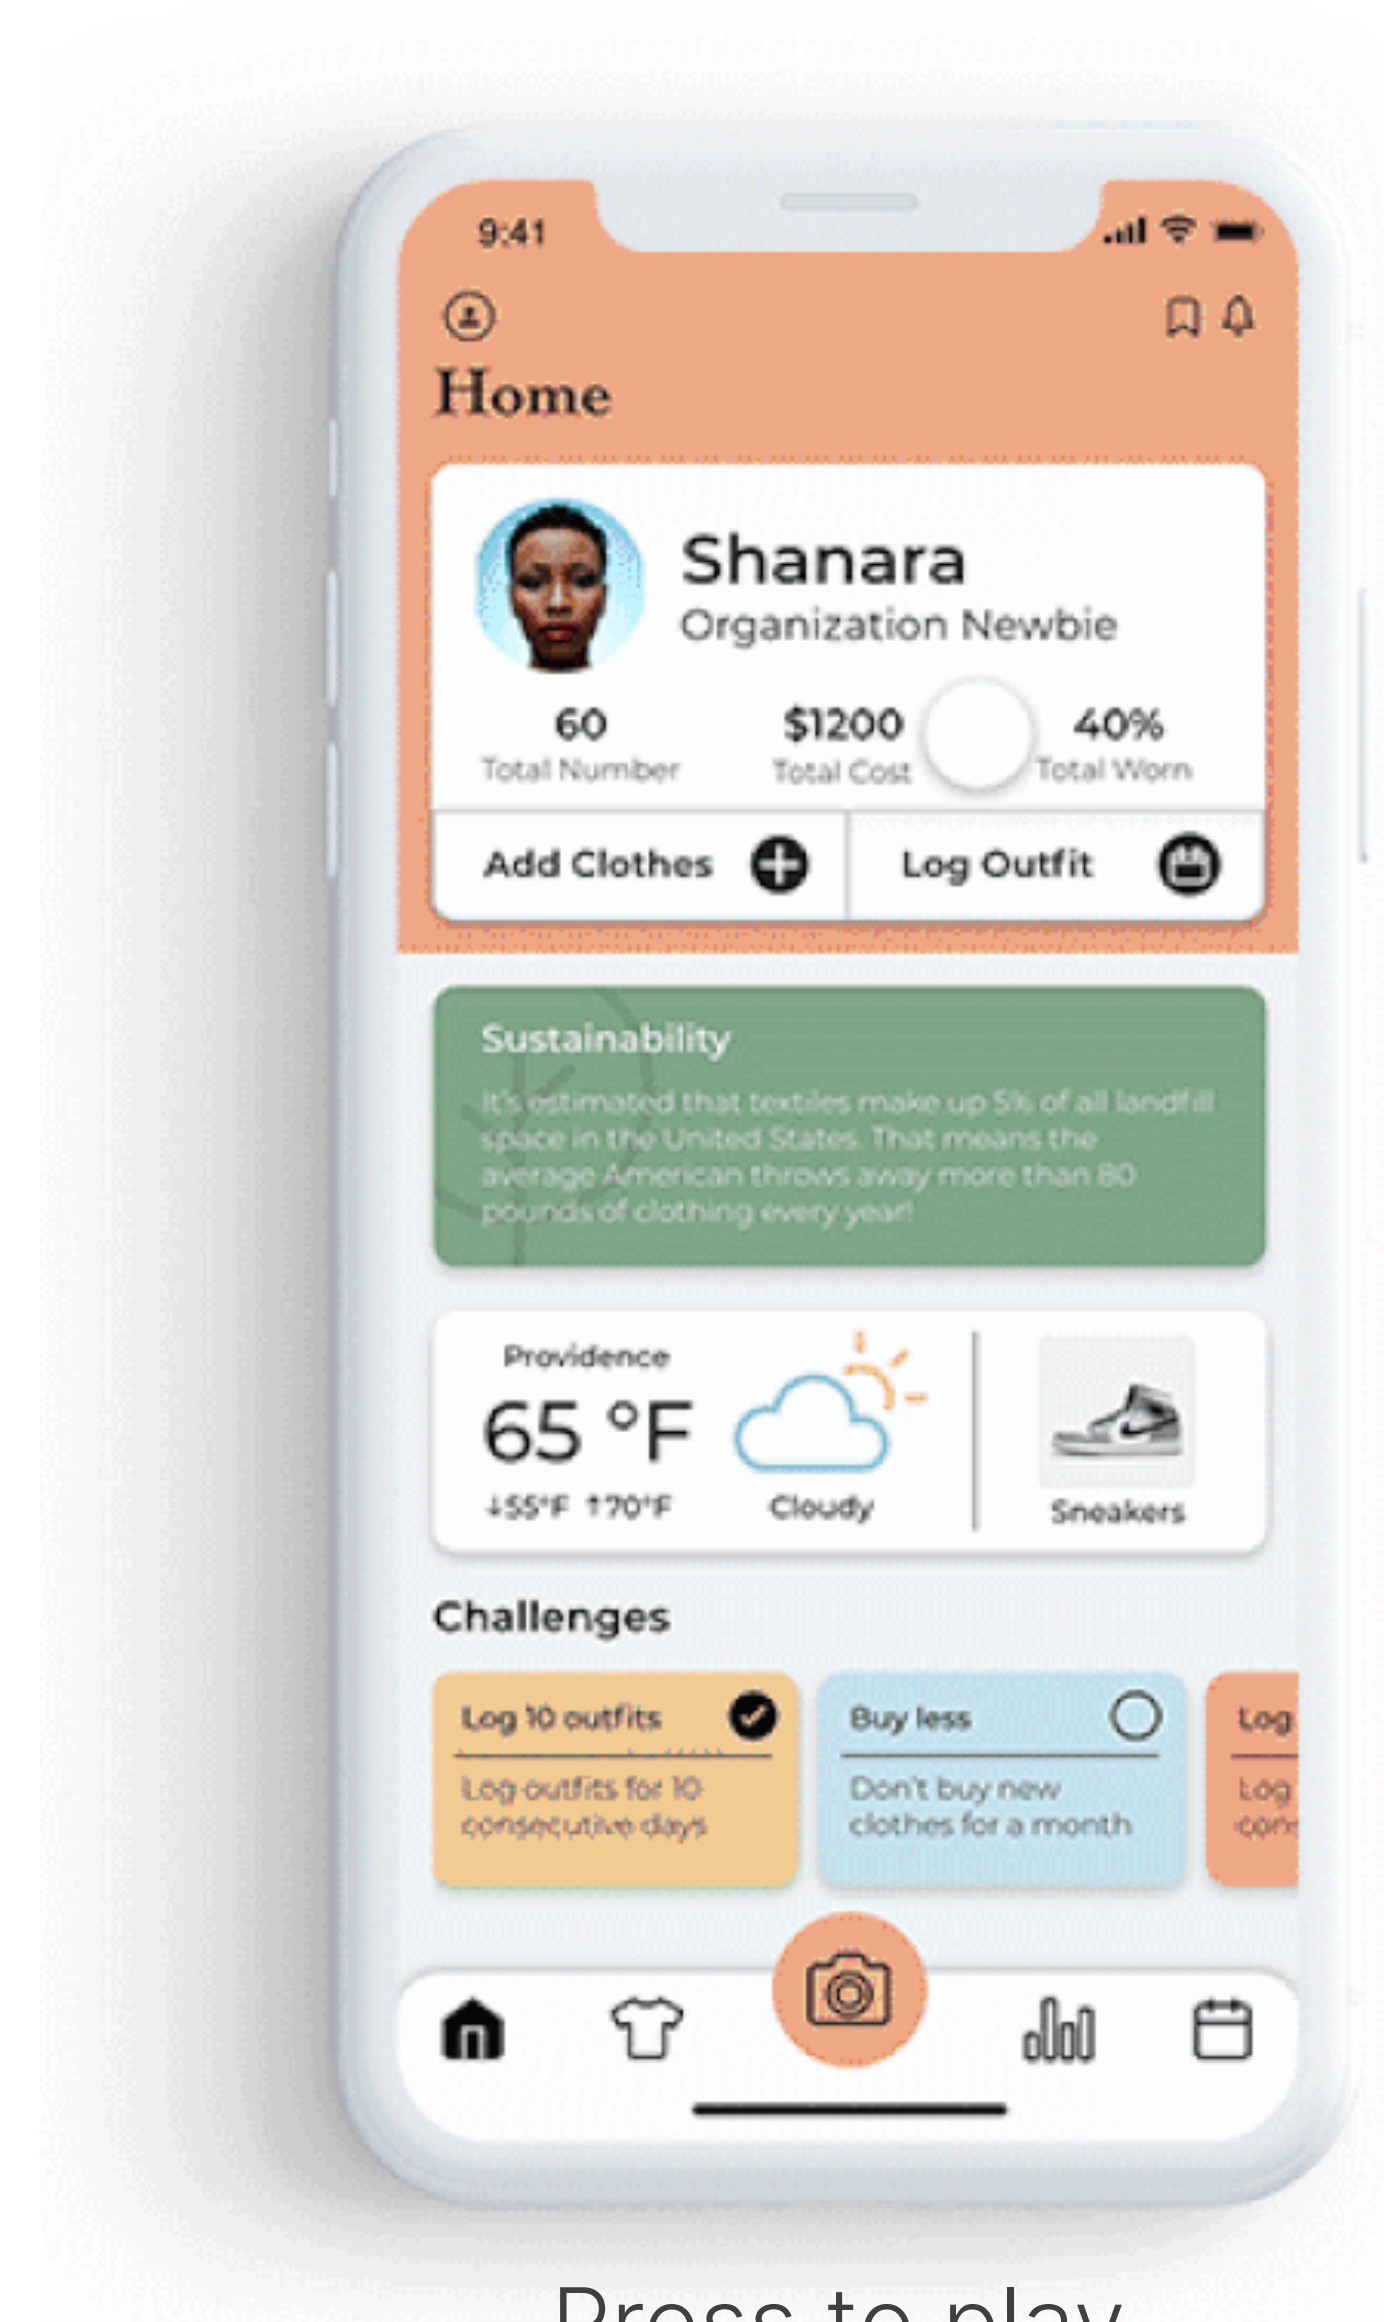 9:41
Home
Shanara
Organization Newbie
60 $1200 40%
Total Number Total Cost Total Worn
Add Clothes Log Outfit
Sustainability
It's estimated that textiles make up 5% of all landfill
space in the United States. That means the
average American throws away more than 80
pounds of clothing every year!
Providence
65 °F
↓55°F ↑70°F Cloudy Sneakers
Challenges
Log 10 outfits Buy less Log
Log outfits for 10 Don't buy new Log
consecutive days clothes for a month cons
Press to play